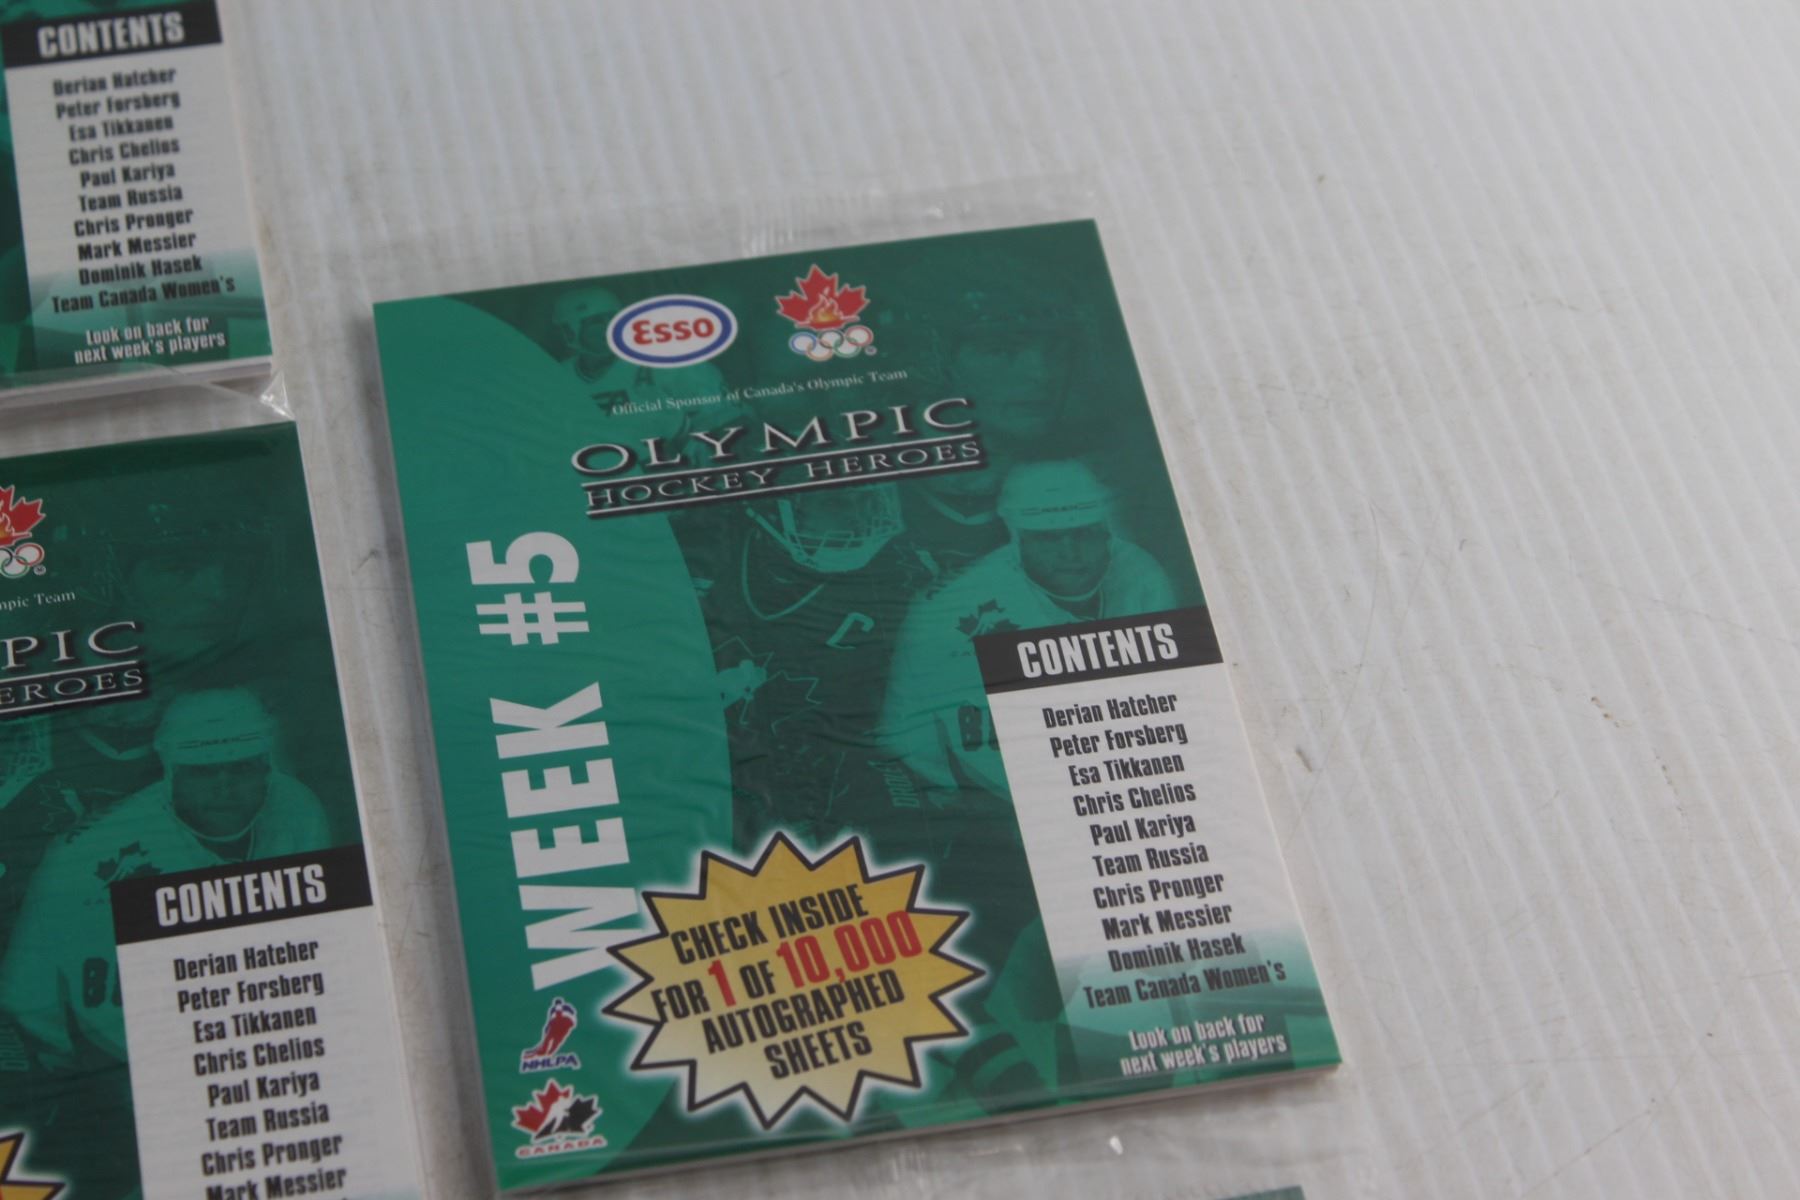 CONTENTS
Derian Hatcher
Peter Forsberg
Esa Tikkanen
Chris Chelios
Paul Kariya
Team Russia
Chris Pronger
Mark Messier
Dominik Hasek
Team Canada Women's
Look on back for
next week's players
Esso
Official Sponsor of Canada's Olympic Team
OLYMPIC
HOCKEY HEROES
WEEK #5
CONTENTS
Derian Hatcher
Peter Forsberg
Esa Tikkanen
Chris Chelios
Paul Kariya
Team Russia
Chris Pronger
Mark Messier
Dominik Hasek
Team Canada Women's
Look on back for
next week's players
CHECK INSIDE
FOR 1 OF 10,000
AUTOGRAPHED
SHEETS
NHLPA
CANADA
mpic Team
PIC
EROES
CONTENTS
Derian Hatcher
Peter Forsberg
Esa Tikkanen
Chris Chelios
Paul Kariya
Team Russia
Chris Pronger
Mark Messier